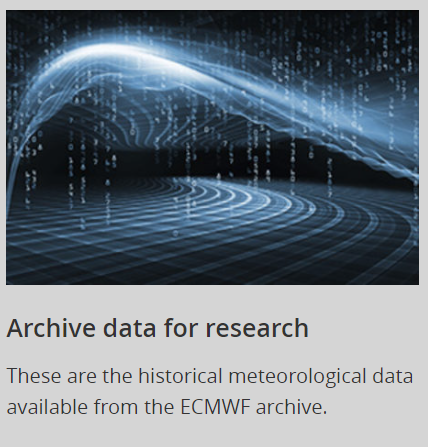 Archive data for research
These are the historical meteorological data
available from the ECMWF archive.